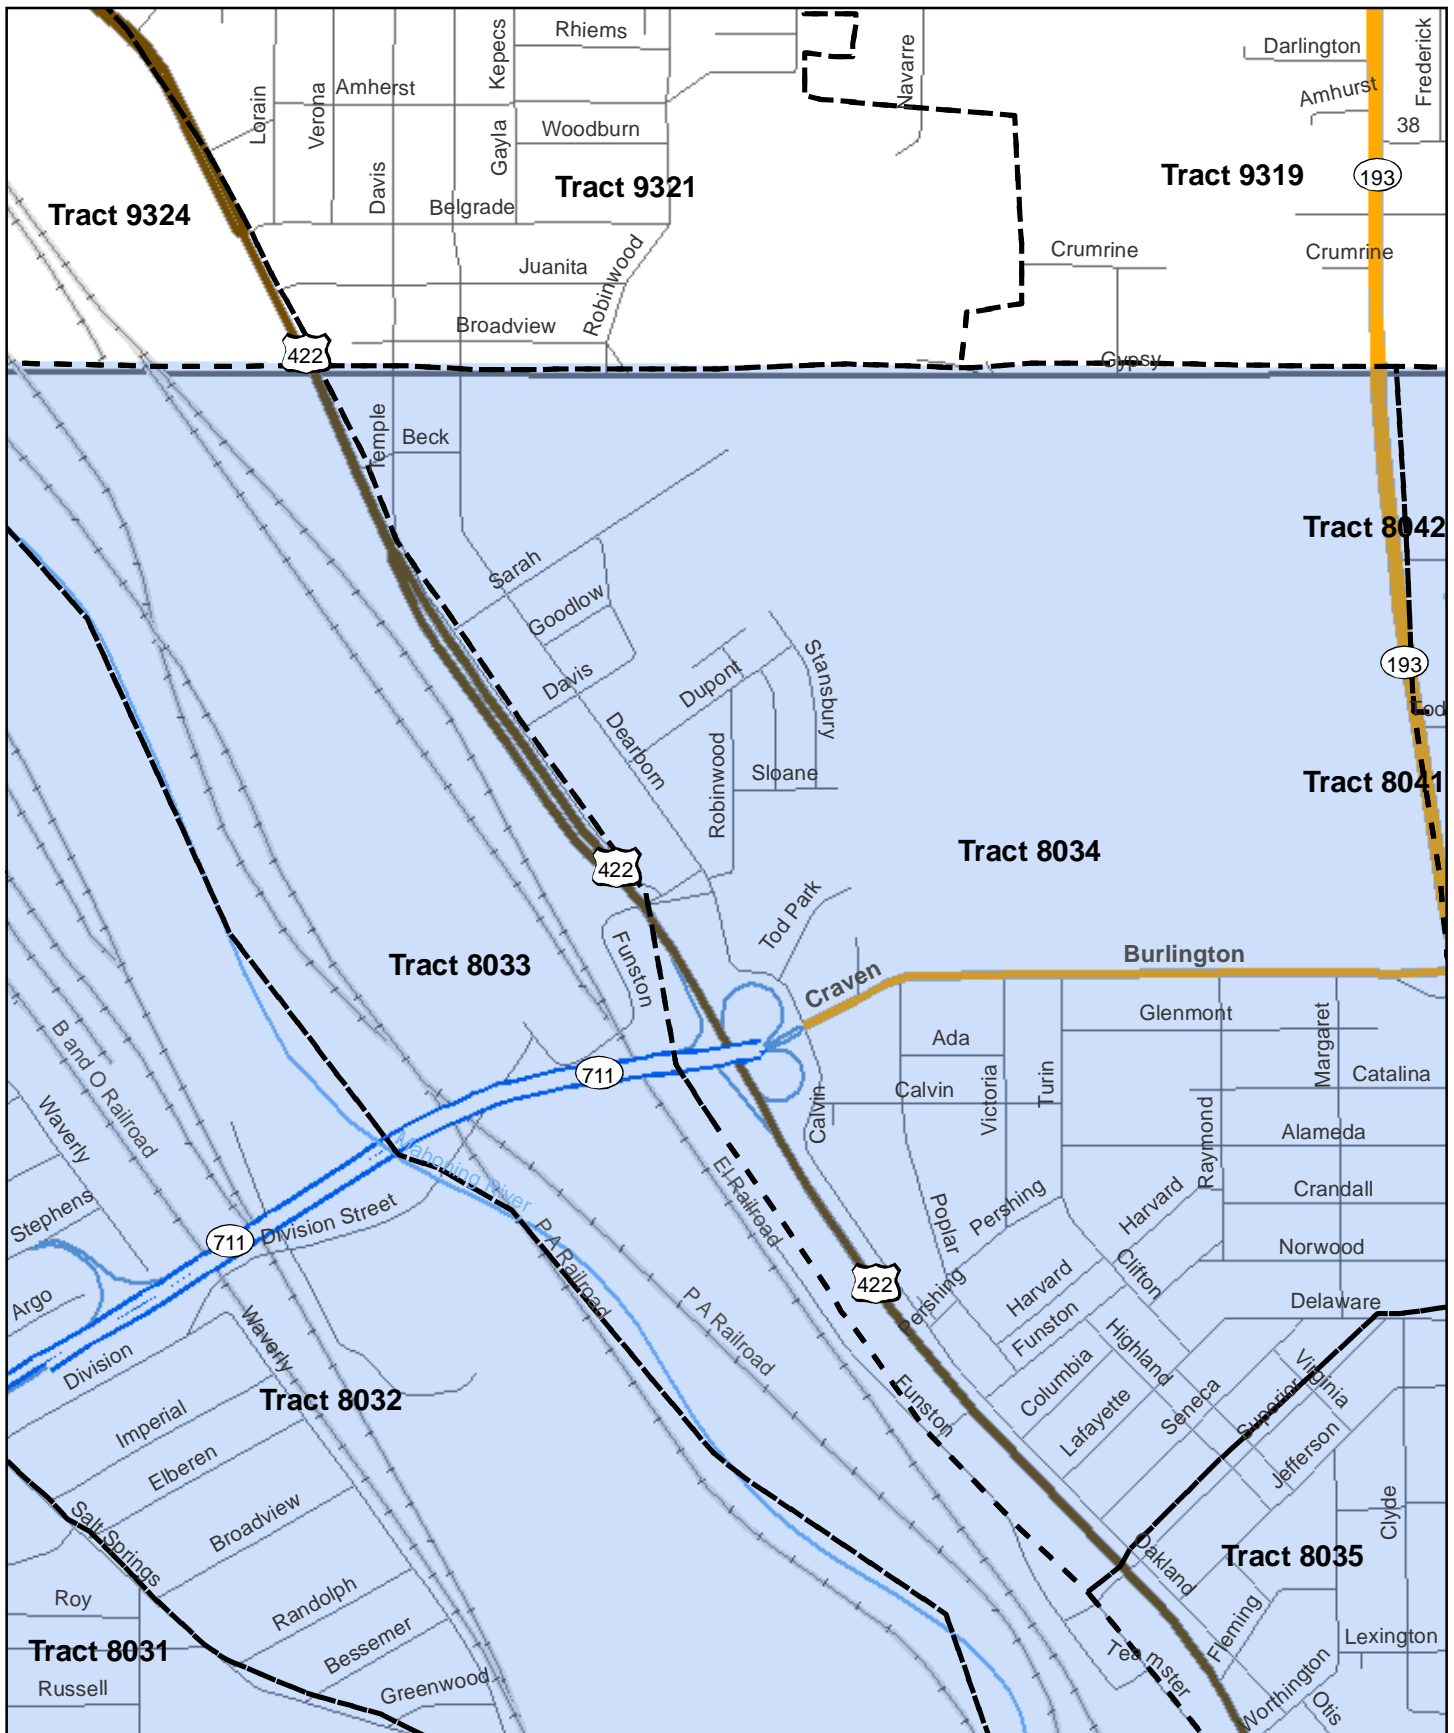 Rhiems
Kepecs
Navarre
Darlington
Frederick
Lorain
Verona
Amherst
Amhurst
Woodburn
Gayla
38
Davis
Tract 9321
Tract 9319
193
Tract 9324
Belgrade
Juanita
Robinwood
Crumrine
Crumrine
Broadview
422
Gypsy
Temple
Beck
Tract 8042
Sarah
Goodlow
Davis
Dupont
Stansbury
193
Tod
Dearborn
Robinwood
Sloane
Tract 8041
Tract 8034
422
Tod Park
Funston
Tract 8033
Burlington
Craven
Glenmont
Margaret
Ada
B and O Railroad
711
Victoria
Turin
Catalina
Calvin
Calvin
Raymond
Waverly
Alameda
Mahoning River
El Railroad
Stephens
Division Street
Poplar
Pershing
Harvard
Crandall
711
P A Railroad
Norwood
Clifton
422
Pershing
Harvard
Argo
P A Railroad
Delaware
Funston
Highland
Waverly
Division
Columbia
Virginia
Tract 8032
Funston
Lafayette
Seneca
Superior
Imperial
Jefferson
Elberen
Broadview
Clyde
Salt Springs
Oakland
Tract 8035
Roy
Randolph
Fleming
Tract 8031
Bessemer
Teamster
Lexington
Russell
Greenwood
Worthington
Otis